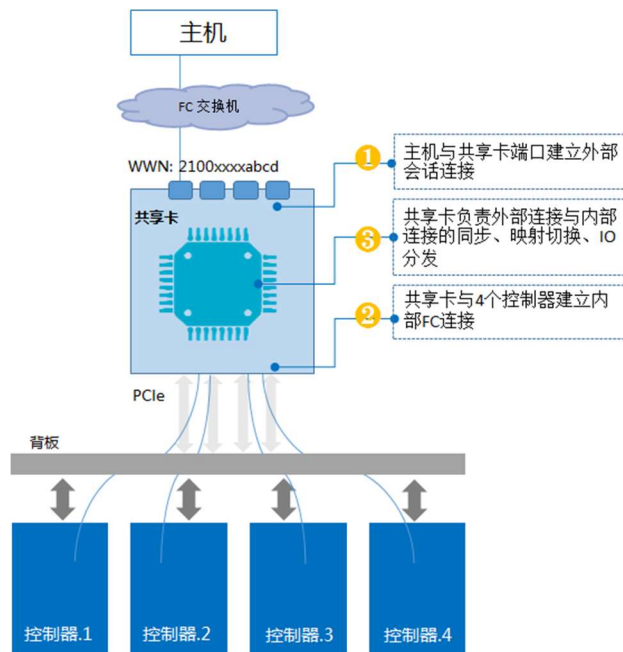 主机
FC 交换机
WWN: 2100xxxxabcd
共享卡
1
主机与共享卡端口建立外部
会话连接
3
共享卡负责外部连接与内部
连接的同步、映射切换、IO
分发
2
共享卡与4个控制器建立内
部FC连接
PCIe
背板
控制器.1
控制器.2
控制器.3
控制器.4